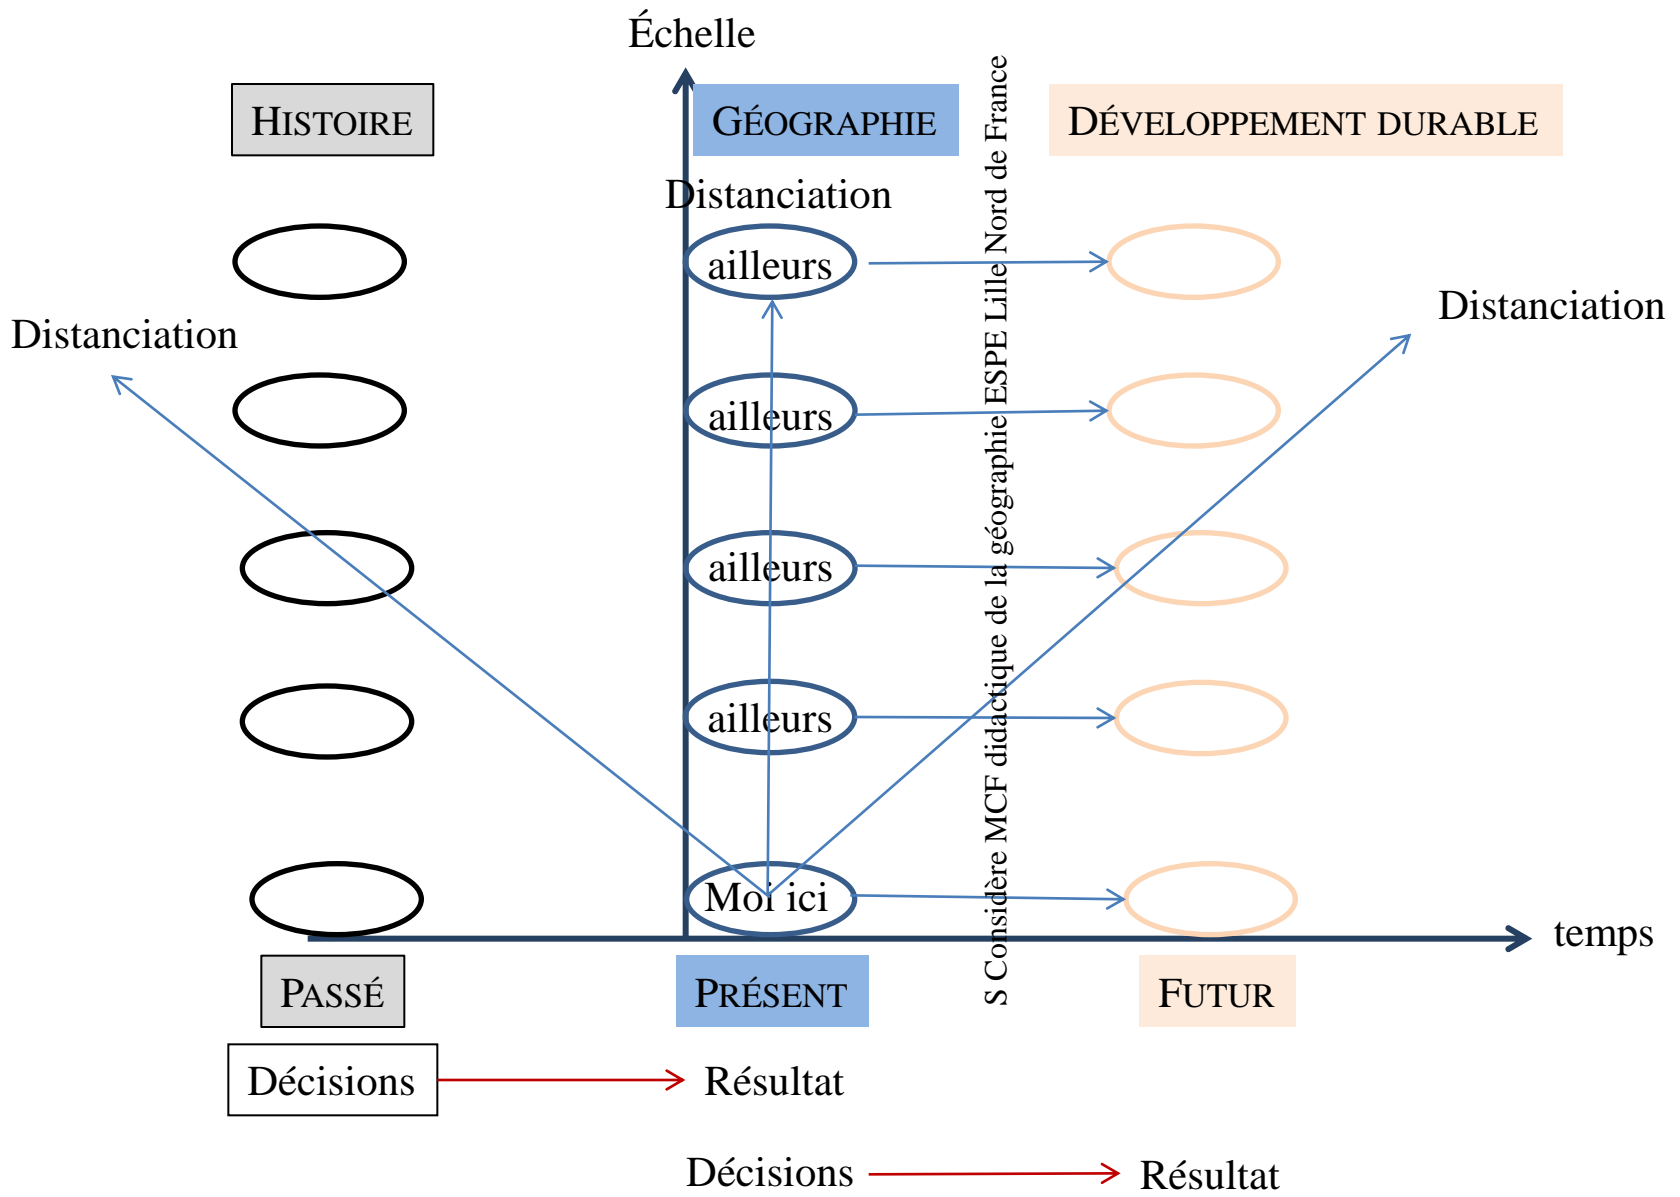 Échelle
HISTOIRE
GÉOGRAPHIE
DÉVELOPPEMENT DURABLE
Distanciation
ailleurs
Distanciation
Distanciation
ailleurs
ailleurs
ailleurs
Moi ici
S Considère MCF didactique de la géographie ESPE Lille Nord de France
temps
PASSÉ
PRÉSENT
FUTUR
Décisions
Résultat
Décisions
Résultat